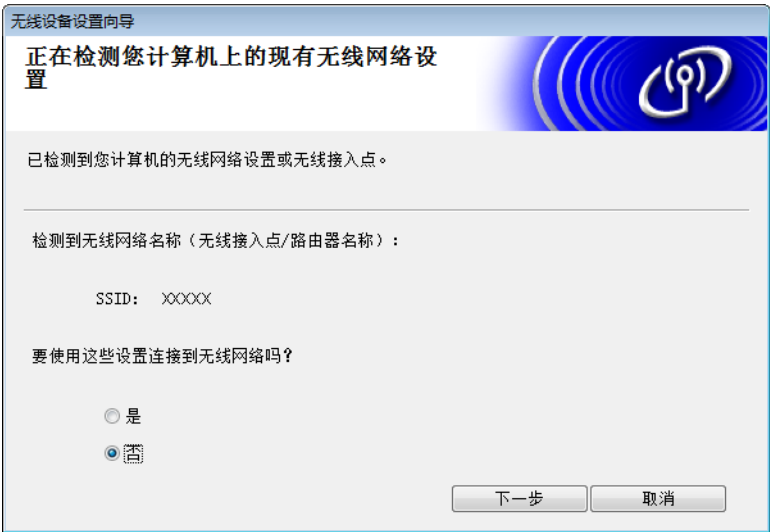 无线设备设置向导
正在检测您计算机上的现有无线网络设
置
已检测到您计算机的无线网络设置或无线接入点。
检测到无线网络名称（无线接入点/路由器名称）：
SSID： XXXXX
要使用这些设置连接到无线网络吗？
是
否
下一步
取消